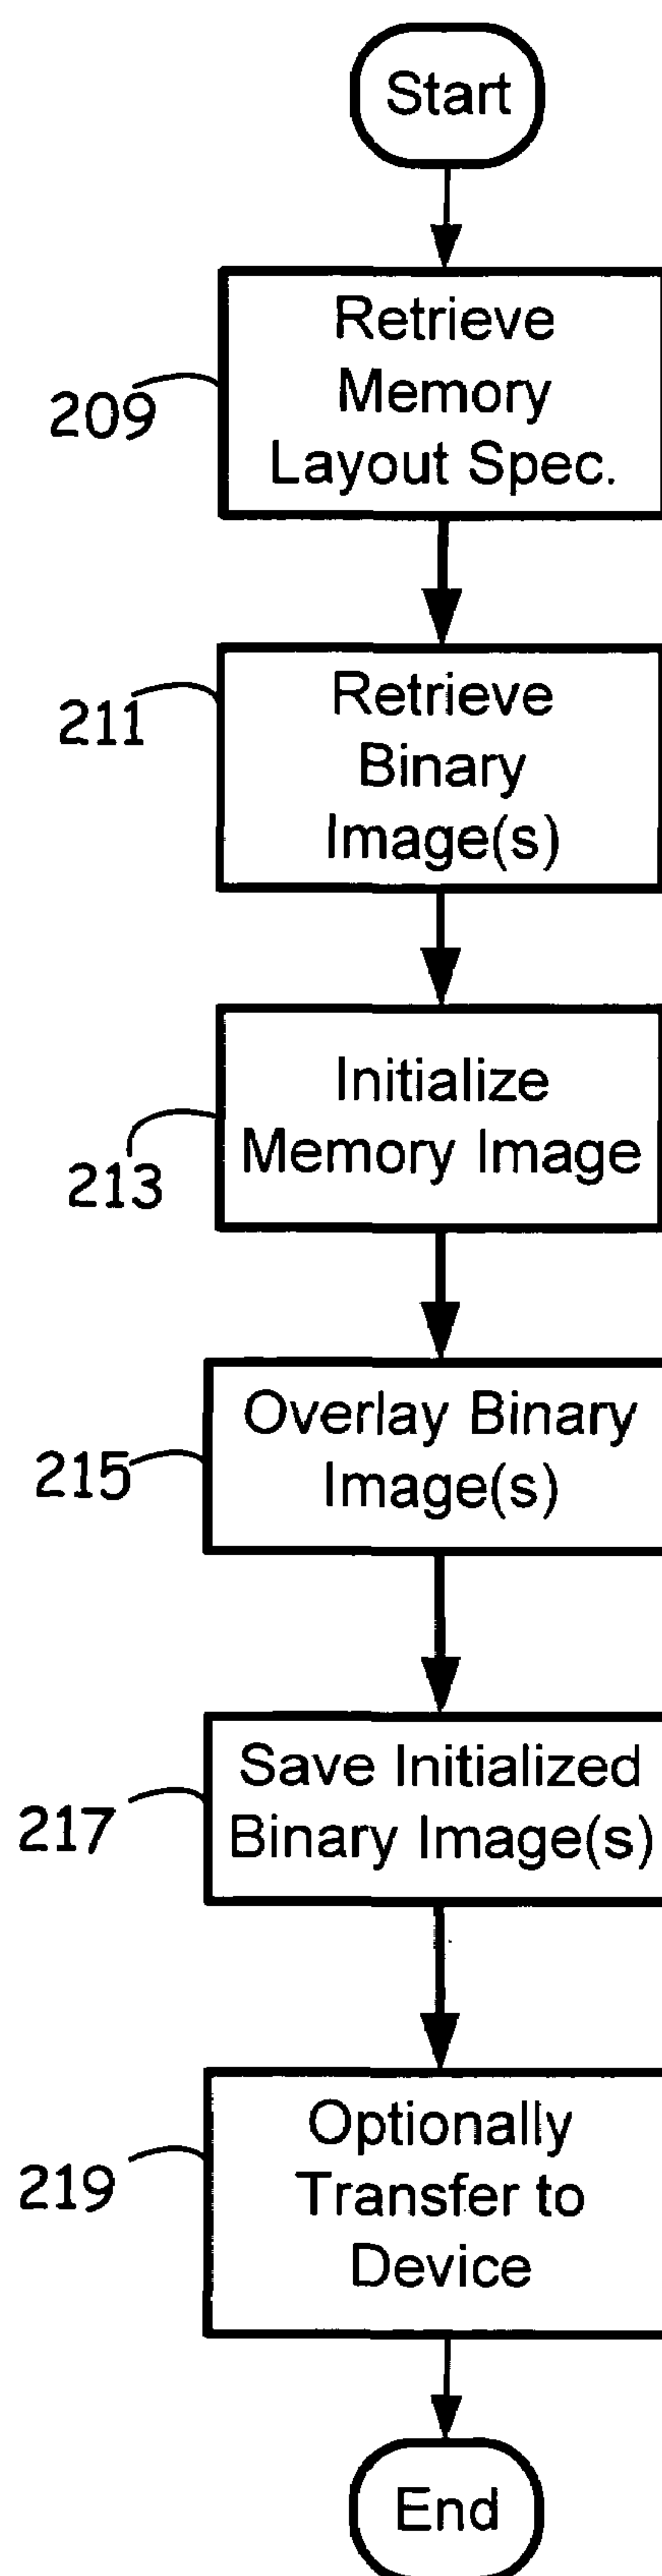 Start
Retrieve
Memory
Layout Spec.
209
Retrieve
Binary
Image(s)
211
Initialize
Memory Image
213
Overlay Binary
Image(s)
215
Save Initialized
Binary Image(s)
217
Optionally
Transfer to
Device
219
End